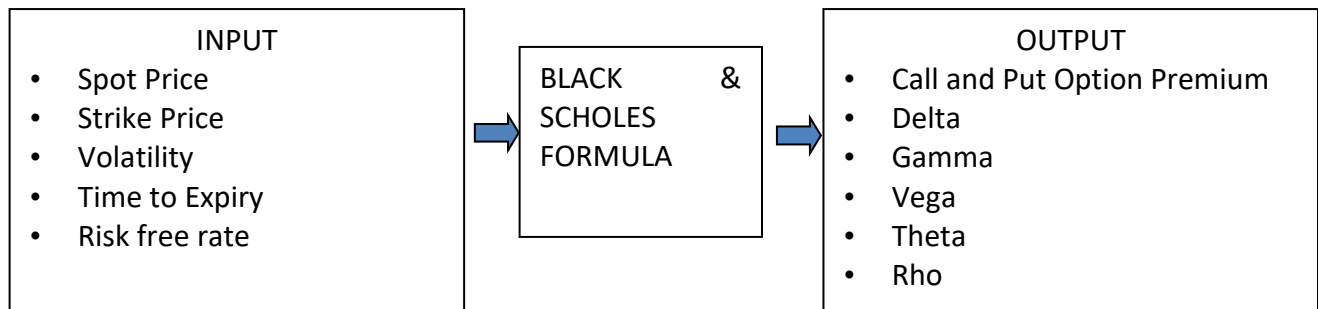 INPUT
• Spot Price
• Strike Price
• Volatility
• Time to Expiry
• Risk free rate
BLACK &
SCHOLES
FORMULA
OUTPUT
• Call and Put Option Premium
• Delta
• Gamma
• Vega
• Theta
• Rho